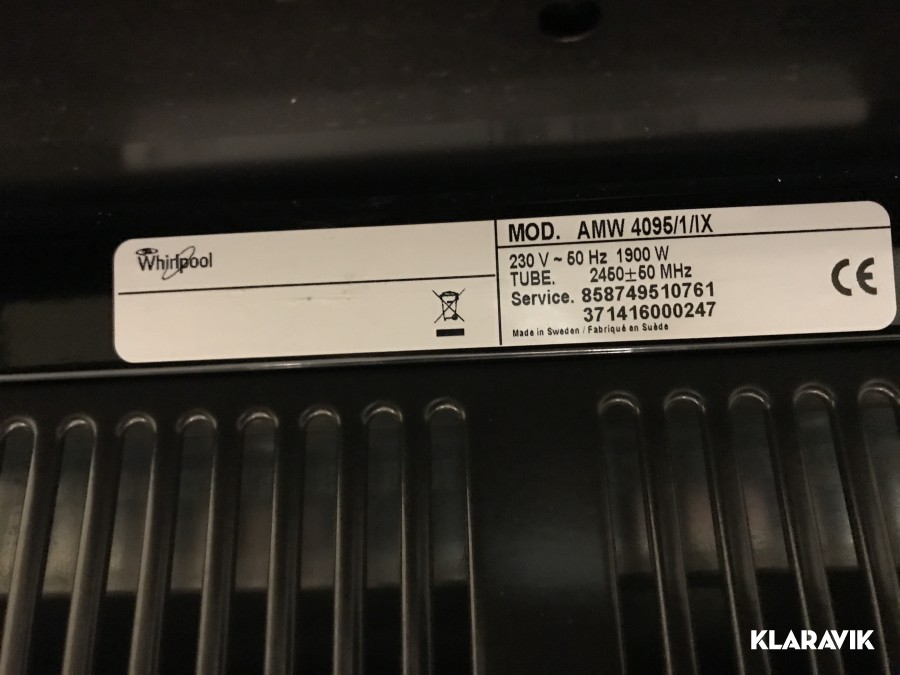 Whirlpool
MOD. AMW 4095/1/IX
230 V ~ 50 Hz 1900 W
TUBE. 2450±50 MHz
Service. 858749510761
371416000247
Made in Sweden / Fabriqué en Suède
CE
KLARAVIK